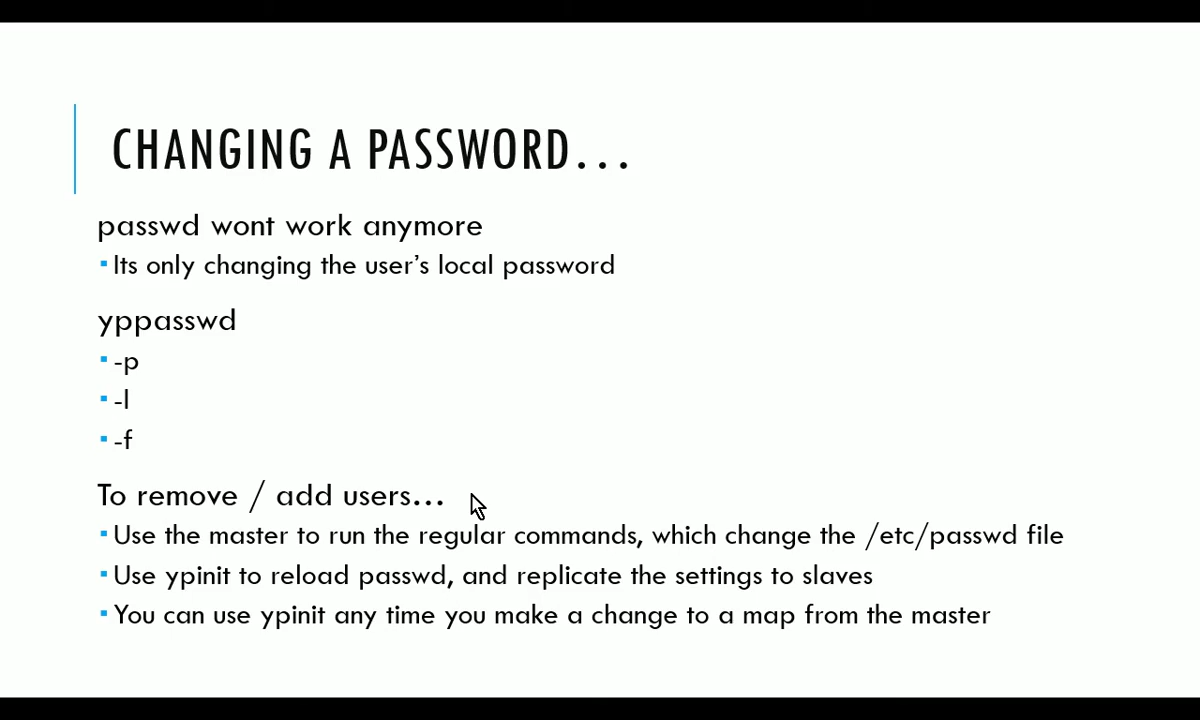 CHANGING A PASSWORD...
passwd wont work anymore
▪Its only changing the user's local password
yppasswd
▪-p
▪-l
▪-f
To remove / add users...
▪Use the master to run the regular commands, which change the /etc/passwd file
▪Use ypinit to reload passwd, and replicate the settings to slaves
▪You can use ypinit any time you make a change to a map from the master